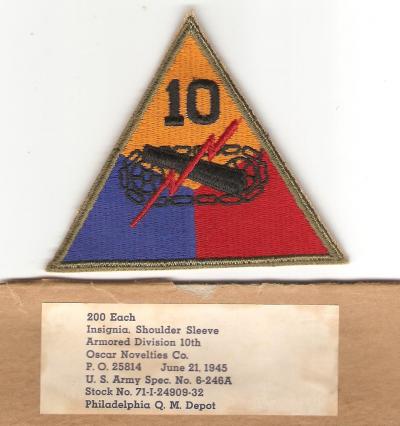 10
200 Each
Insignia, Shoulder Sleeve
Armored Division 10th
Oscar Novelties Co.
P. O. 25814 June 21, 1945
U. S. Army Spec. No. 6-246A
Stock No. 71-I-24909-32
Philadelphia Q. M. Depot